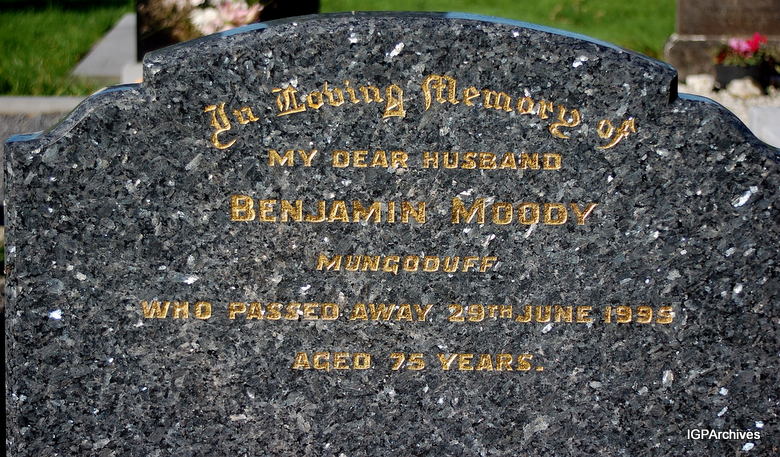 In Loving Memory of
MY DEAR HUSBAND
BENJAMIN MOODY
MUNGODUFF
WHO PASSED AWAY 29TH JUNE 1995
AGED 75 YEARS.
IGPArchives